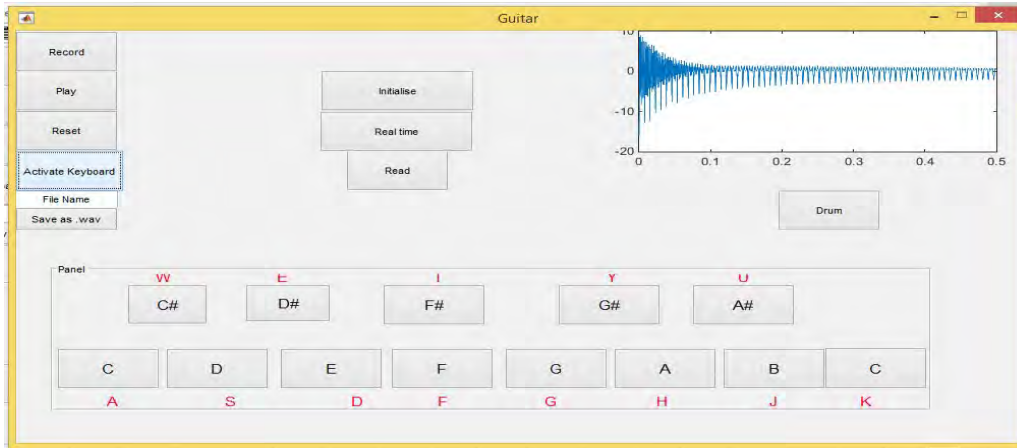 Guitar
Record
Play
Reset
Activate Keyboard
File Name
Save as .wav
Initialise
Real time
Read
10
0
-10
-20
0 0.1 0.2 0.3 0.4 0.5
Drum
Panel
W E I Y U
C# D# F# G# A#
C D E F G A B C
A S D F G H J K